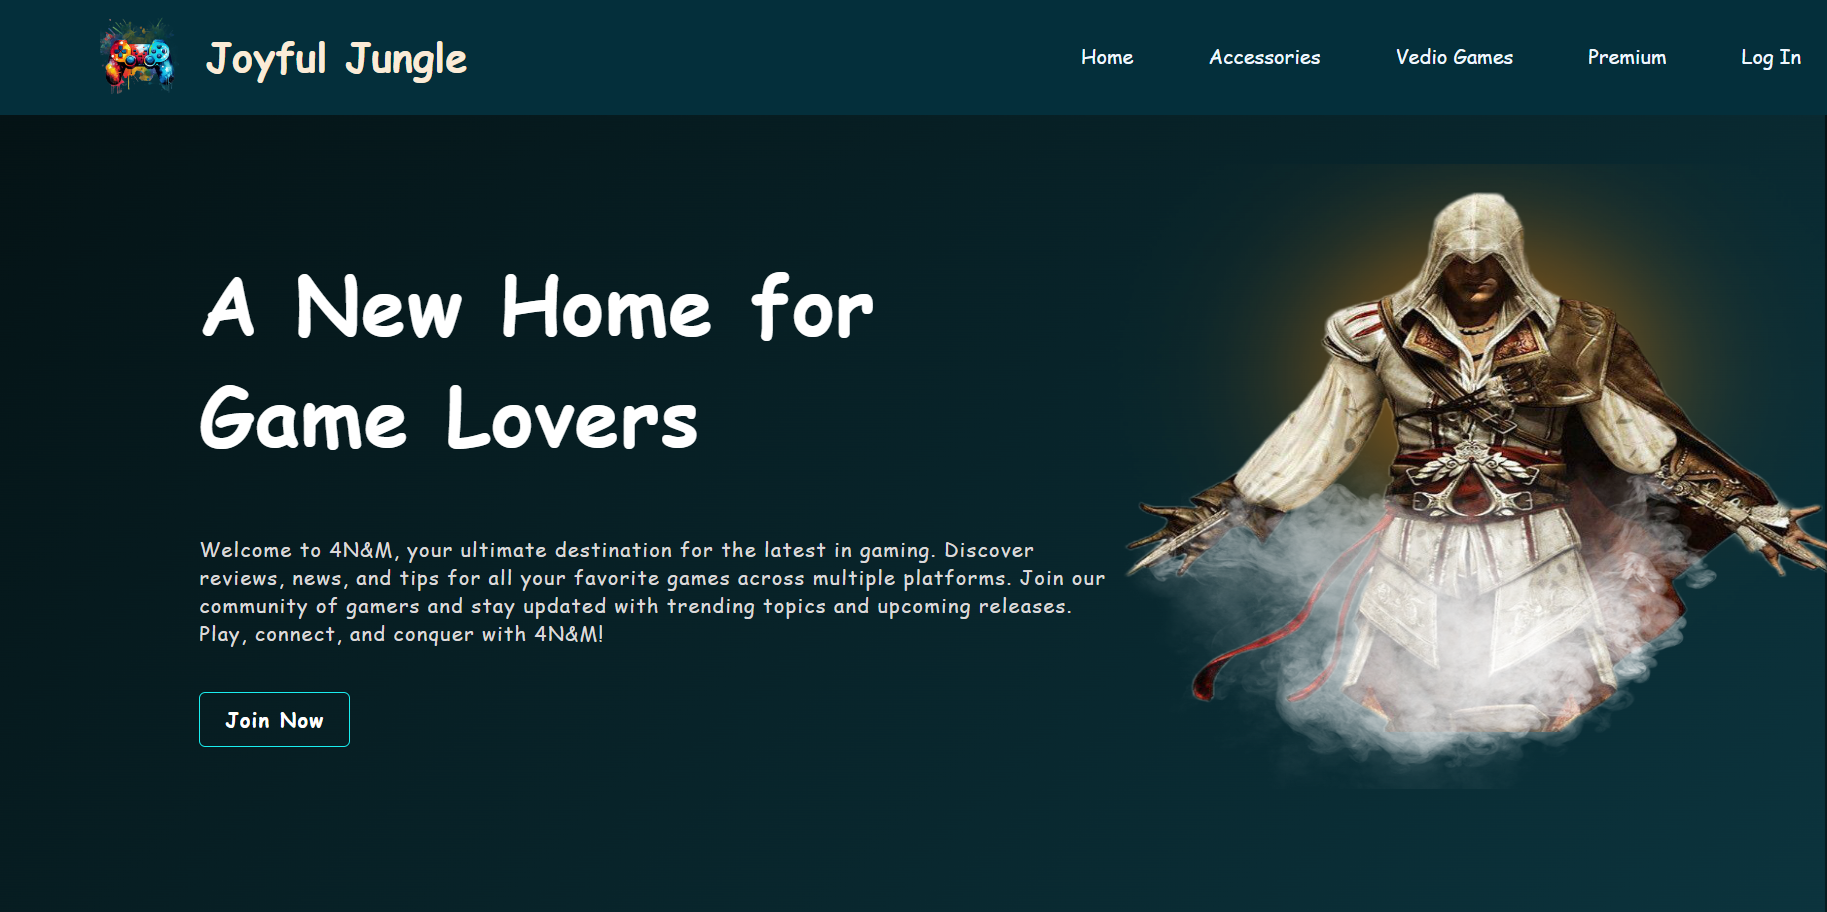 Joyful Jungle
Home
Accessories
Vedio Games
Premium
Log In
A New Home for
Game Lovers
Welcome to 4N&M, your ultimate destination for the latest in gaming. Discover
reviews, news, and tips for all your favorite games across multiple platforms. Join our
community of gamers and stay updated with trending topics and upcoming releases.
Play, connect, and conquer with 4N&M!
Join Now